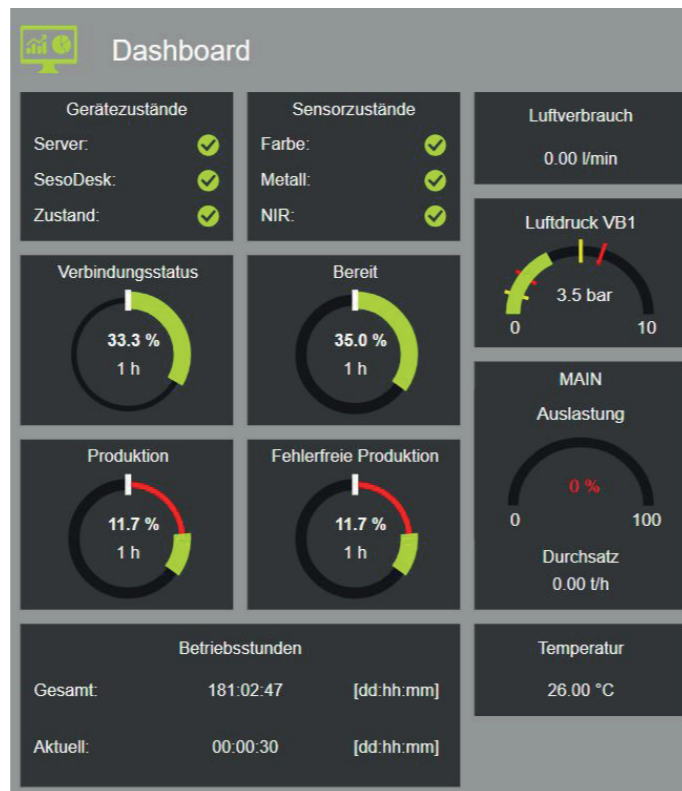 Dashboard
Gerätezustände
Server:
SesoDesk:
Zustand:
Sensorzustände
Farbe:
Metall:
NIR:
Luftverbrauch
0.00 l/min
Luftdruck VB1
3.5 bar
0 10
Verbindungsstatus
33.3 %
1 h
Bereit
35.0 %
1 h
MAIN
Auslastung
0 %
0 100
Durchsatz
0.00 t/h
Produktion
11.7 %
1 h
Fehlerfreie Produktion
11.7 %
1 h
Betriebsstunden
Gesamt: 181:02:47 [dd:hh:mm]
Aktuell: 00:00:30 [dd:hh:mm]
Temperatur
26.00 °C